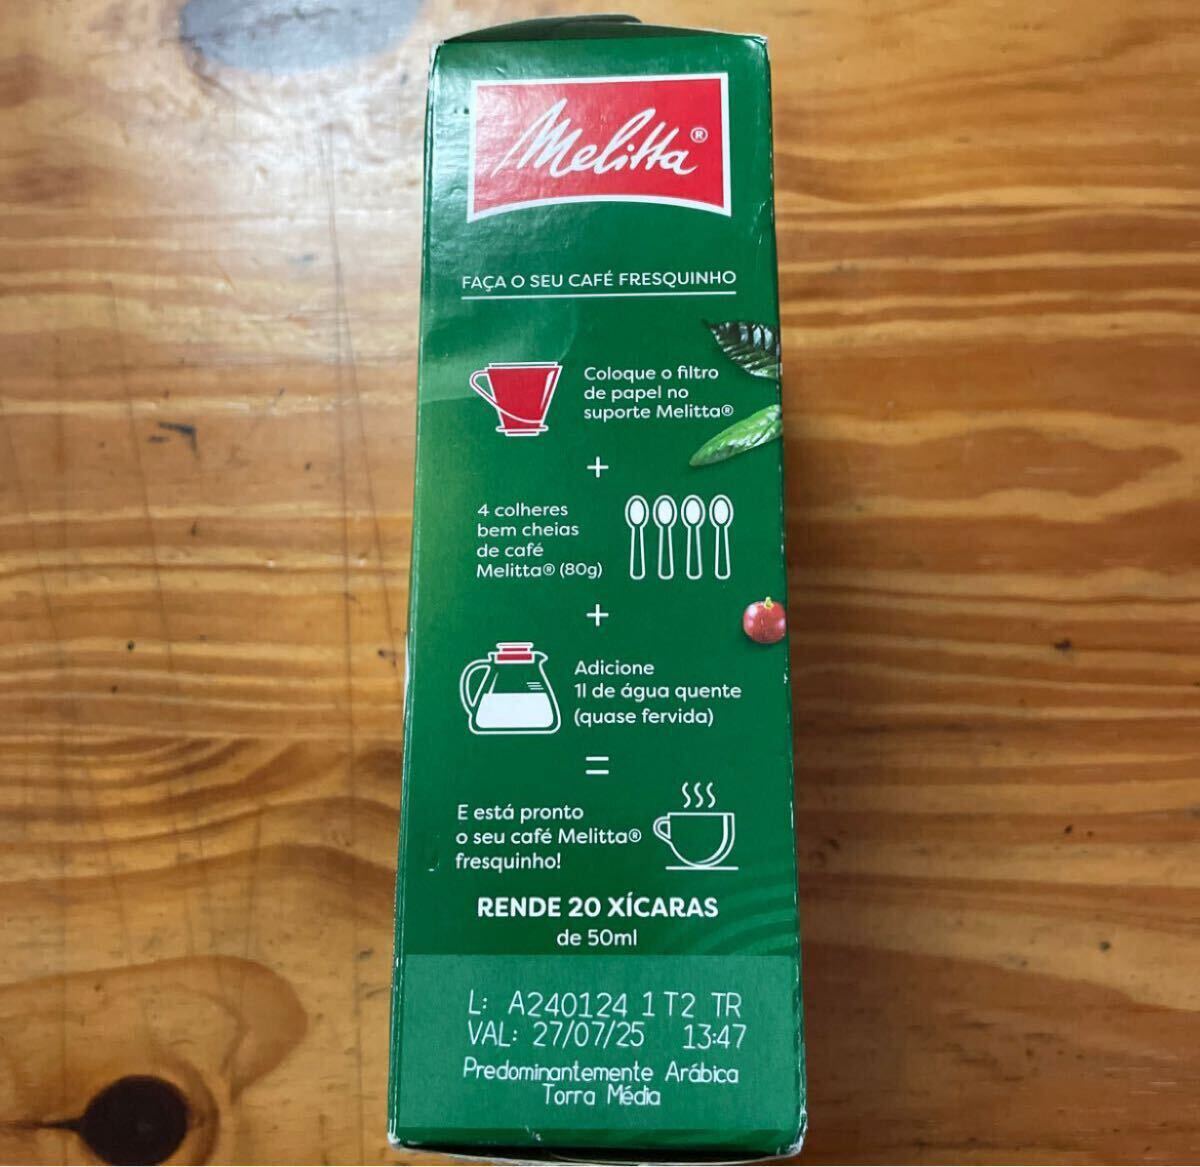 Melitta®
FAÇA O SEU CAFÉ FRESQUINHO
Coloque o filtro
de papel no
suporte Melitta®
+
4 colheres
bem cheias
de café
Melitta® (80g)
+
Adicione
1l de água quente
(quase fervida)
=
E está pronto
o seu café Melitta®
fresquinho!
RENDE 20 XÍCARAS
de 50ml
L: A240124 1 T2 TR
VAL: 27/07/25 13:47
Predominantemente Arábica
Torra Média